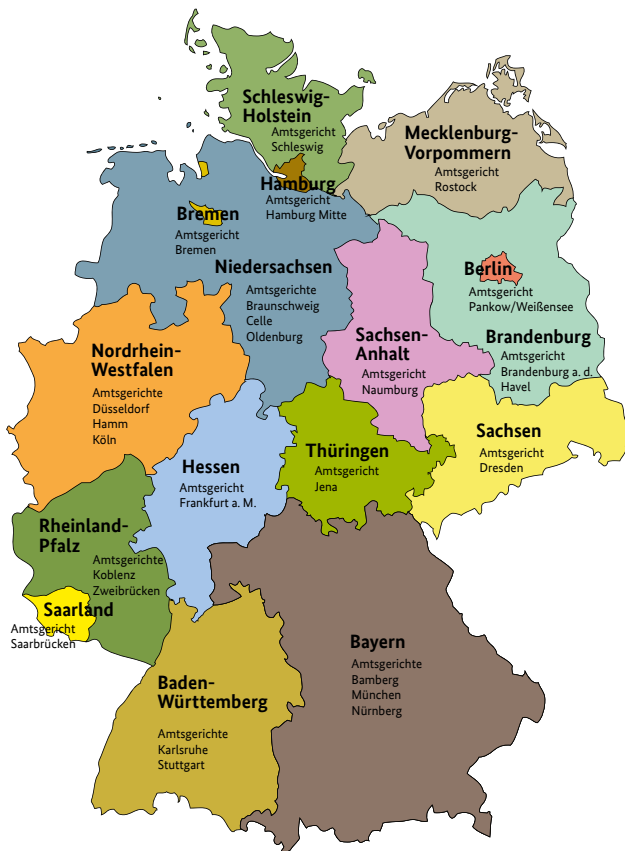 Schleswig-
Holstein
Amtsgericht
Schleswig
Mecklenburg-
Vorpommern
Amtsgericht
Rostock
Hamburg
Amtsgericht
Hamburg Mitte
Bremen
Amtsgericht
Bremen
Niedersachsen
Amtsgerichte
Braunschweig
Celle
Oldenburg
Berlin
Amtsgericht
Pankow/Weißensee
Brandenburg
Amtsgericht
Brandenburg a. d.
Havel
Sachsen-
Anhalt
Amtsgericht
Naumburg
Nordrhein-
Westfalen
Amtsgerichte
Düsseldorf
Hamm
Köln
Hessen
Amtsgericht
Frankfurt a. M.
Thüringen
Amtsgericht
Jena
Sachsen
Amtsgericht
Dresden
Rheinland-
Pfalz
Amtsgerichte
Koblenz
Zweibrücken
Saarland
Amtsgericht
Saarbrücken
Bayern
Amtsgerichte
Bamberg
München
Nürnberg
Baden-
Württemberg
Amtsgerichte
Karlsruhe
Stuttgart